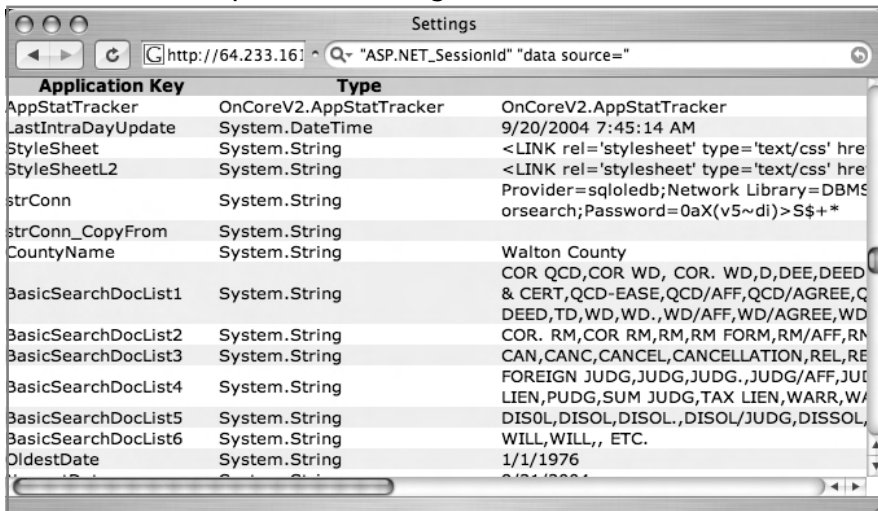 Settings
http://64.233.161 "ASP.NET_SessionId" "data source="
Application Key Type
AppStatTracker OnCoreV2.AppStatTracker OnCoreV2.AppStatTracker
LastIntraDayUpdate System.DateTime 9/20/2004 7:45:14 AM
StyleSheet System.String <LINK rel='stylesheet' type='text/css' hre
StyleSheetL2 System.String <LINK rel='stylesheet' type='text/css' hre
strConn System.String Provider=sqloledb;Network Library=DBMS
orsearch;Password=0aX(v5~di)>S$+*
strConn_CopyFrom System.String
CountyName System.String Walton County
COR QCD,COR WD, COR. WD,D,DEE,DEED
BasicSearchDocList1 System.String & CERT,QCD-EASE,QCD/AFF,QCD/AGREE,Q
DEED,TD,WD,WD.,WD/AFF,WD/AGREE,WD
BasicSearchDocList2 System.String COR. RM,COR RM,RM,RM FORM,RM/AFF,RM
BasicSearchDocList3 System.String CAN,CANC,CANCEL,CANCELLATION,REL,RE
BasicSearchDocList4 System.String FOREIGN JUDG,JUDG,JUDG.,JUDG/AFF,JUD
LIEN,PUDG,SUM JUDG,TAX LIEN,WARR,WA
BasicSearchDocList5 System.String DIS0L,DISOL,DISOL.,DISOL/JUDG,DISSOL,
BasicSearchDocList6 System.String WILL,WILL,, ETC.
OldestDate System.String 1/1/1976